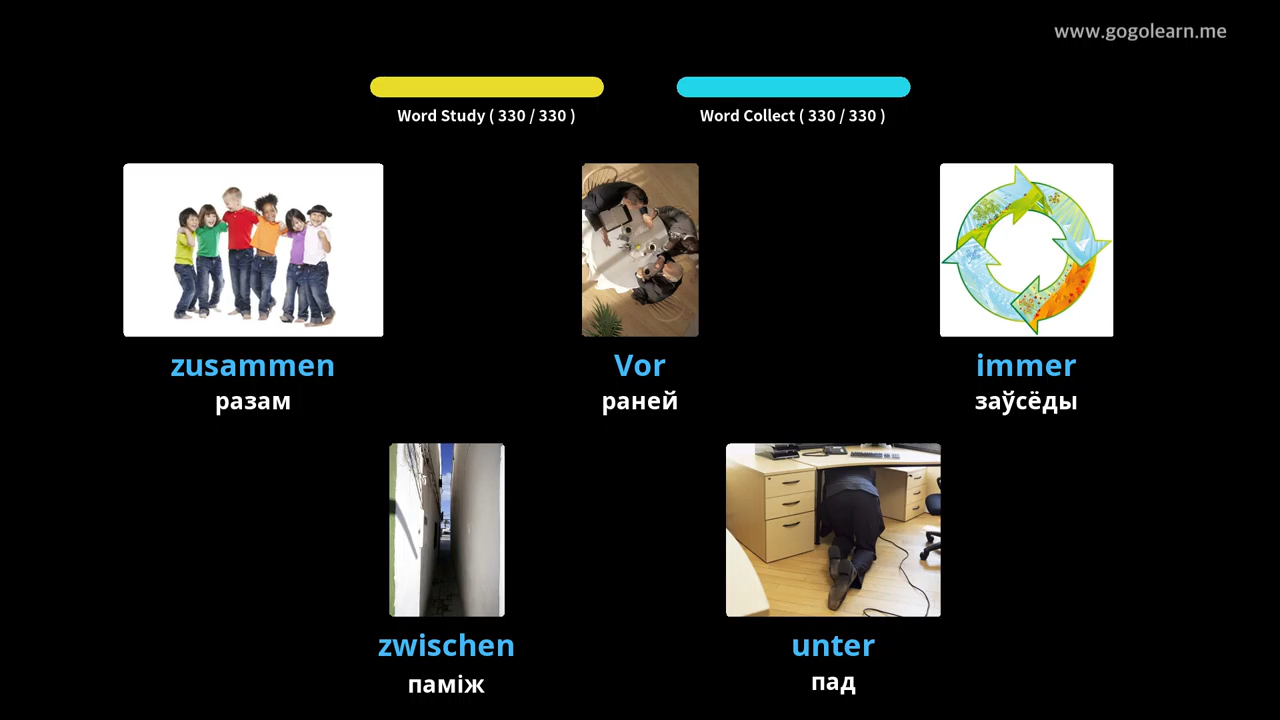 www.gogolearn.me
Word Study ( 330 / 330 )
Word Collect ( 330 / 330 )
zusammen
разам
Vor
раней
immer
заўсёды
zwischen
паміж
unter
пад